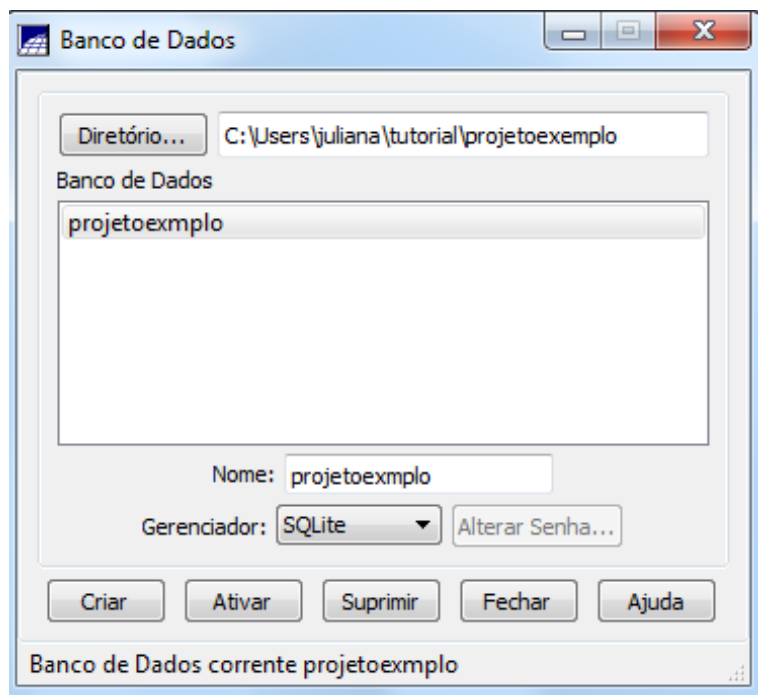 Banco de Dados
Diretório... C:\Users\juliana\tutorial\projetoexemplo
Banco de Dados
projetoexmplo
Nome: projetoexmplo
Gerenciador: SQLite Alterar Senha...
Criar Ativar Suprimir Fechar Ajuda
Banco de Dados corrente projetoexmplo